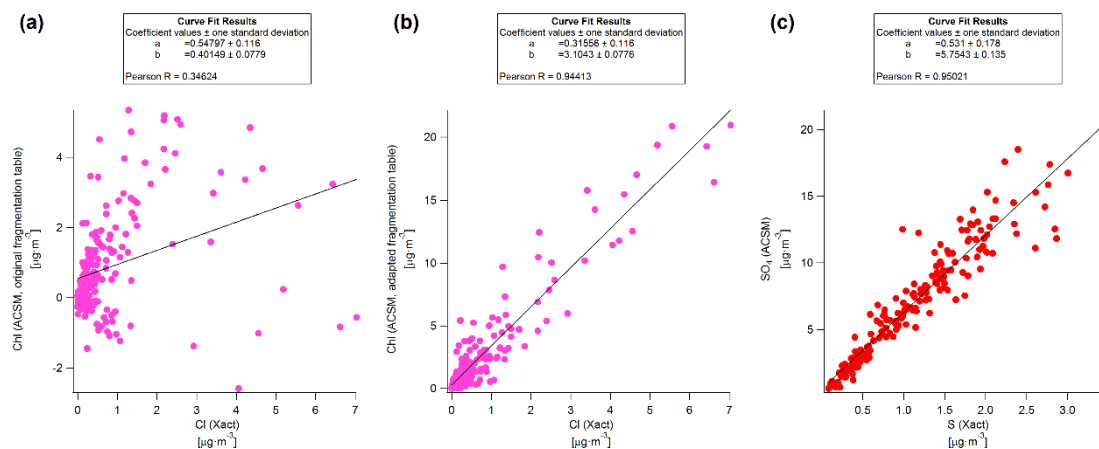 (a)
Curve Fit Results
Coefficient values ± one standard deviation
a =0.54797 ± 0.116
b =0.40149 ± 0.0779
Pearson R = 0.34624
Chl (ACSM, original fragmentation table)
[µg·m-3]
4
2
0
-2
0 1 2 3 4 5 6 7
Cl (Xact)
[µg·m-3]
(b)
Curve Fit Results
Coefficient values ± one standard deviation
a =0.31556 ± 0.116
b =3.1043 ± 0.0776
Pearson R = 0.94413
Chl (ACSM, adapted fragmentation table)
[µg·m-3]
20
15
10
5
0
0 1 2 3 4 5 6 7
Cl (Xact)
[µg·m-3]
(c)
Curve Fit Results
Coefficient values ± one standard deviation
a =0.531 ± 0.178
b =5.7543 ± 0.135
Pearson R = 0.95021
SO4 (ACSM)
[µg·m-3]
20
15
10
5
0.5 1.0 1.5 2.0 2.5 3.0
S (Xact)
[µg·m-3]